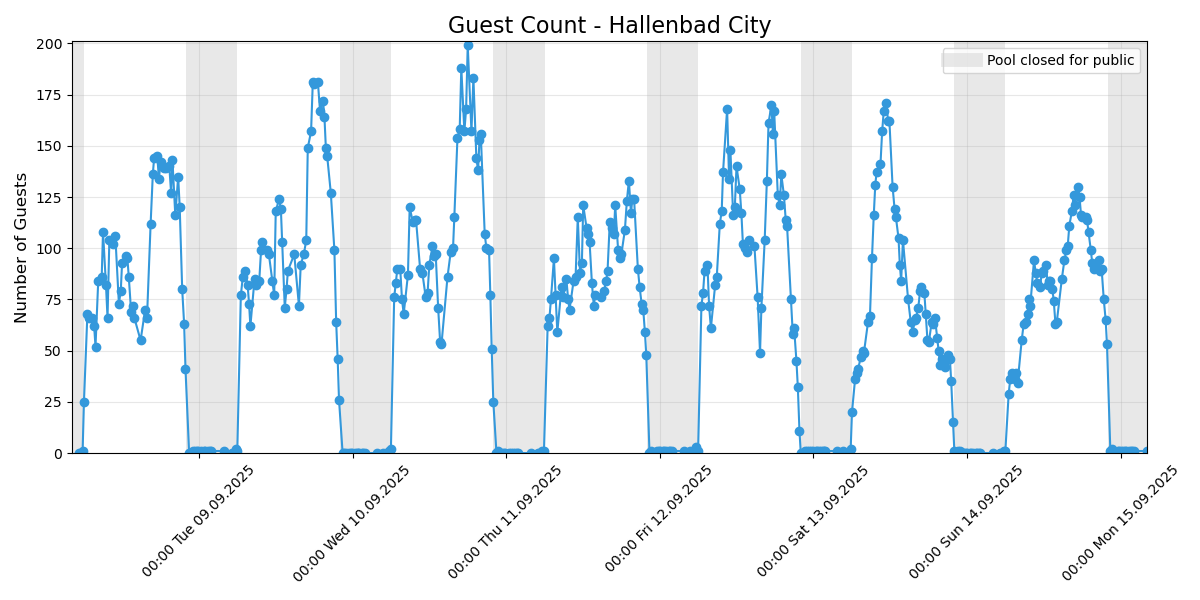 Guest Count - Hallenbad City
Pool closed for public
Number of Guests
200
175
150
125
100
75
50
25
0
00:00 Tue 09.09.2025
00:00 Wed 10.09.2025
00:00 Thu 11.09.2025
00:00 Fri 12.09.2025
00:00 Sat 13.09.2025
00:00 Sun 14.09.2025
00:00 Mon 15.09.2025